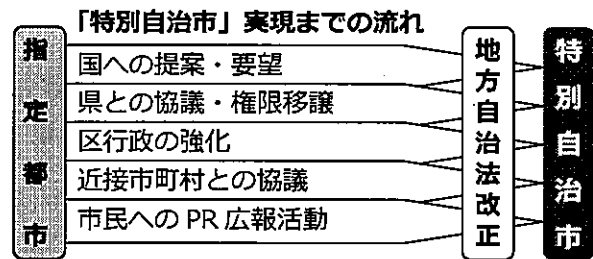 「特別自治市」実現までの流れ
指定都市
国への提案・要望
県との協議・権限移譲
区行政の強化
近接市町村との協議
市民へのPR広報活動
地方自治法改正
特別自治市